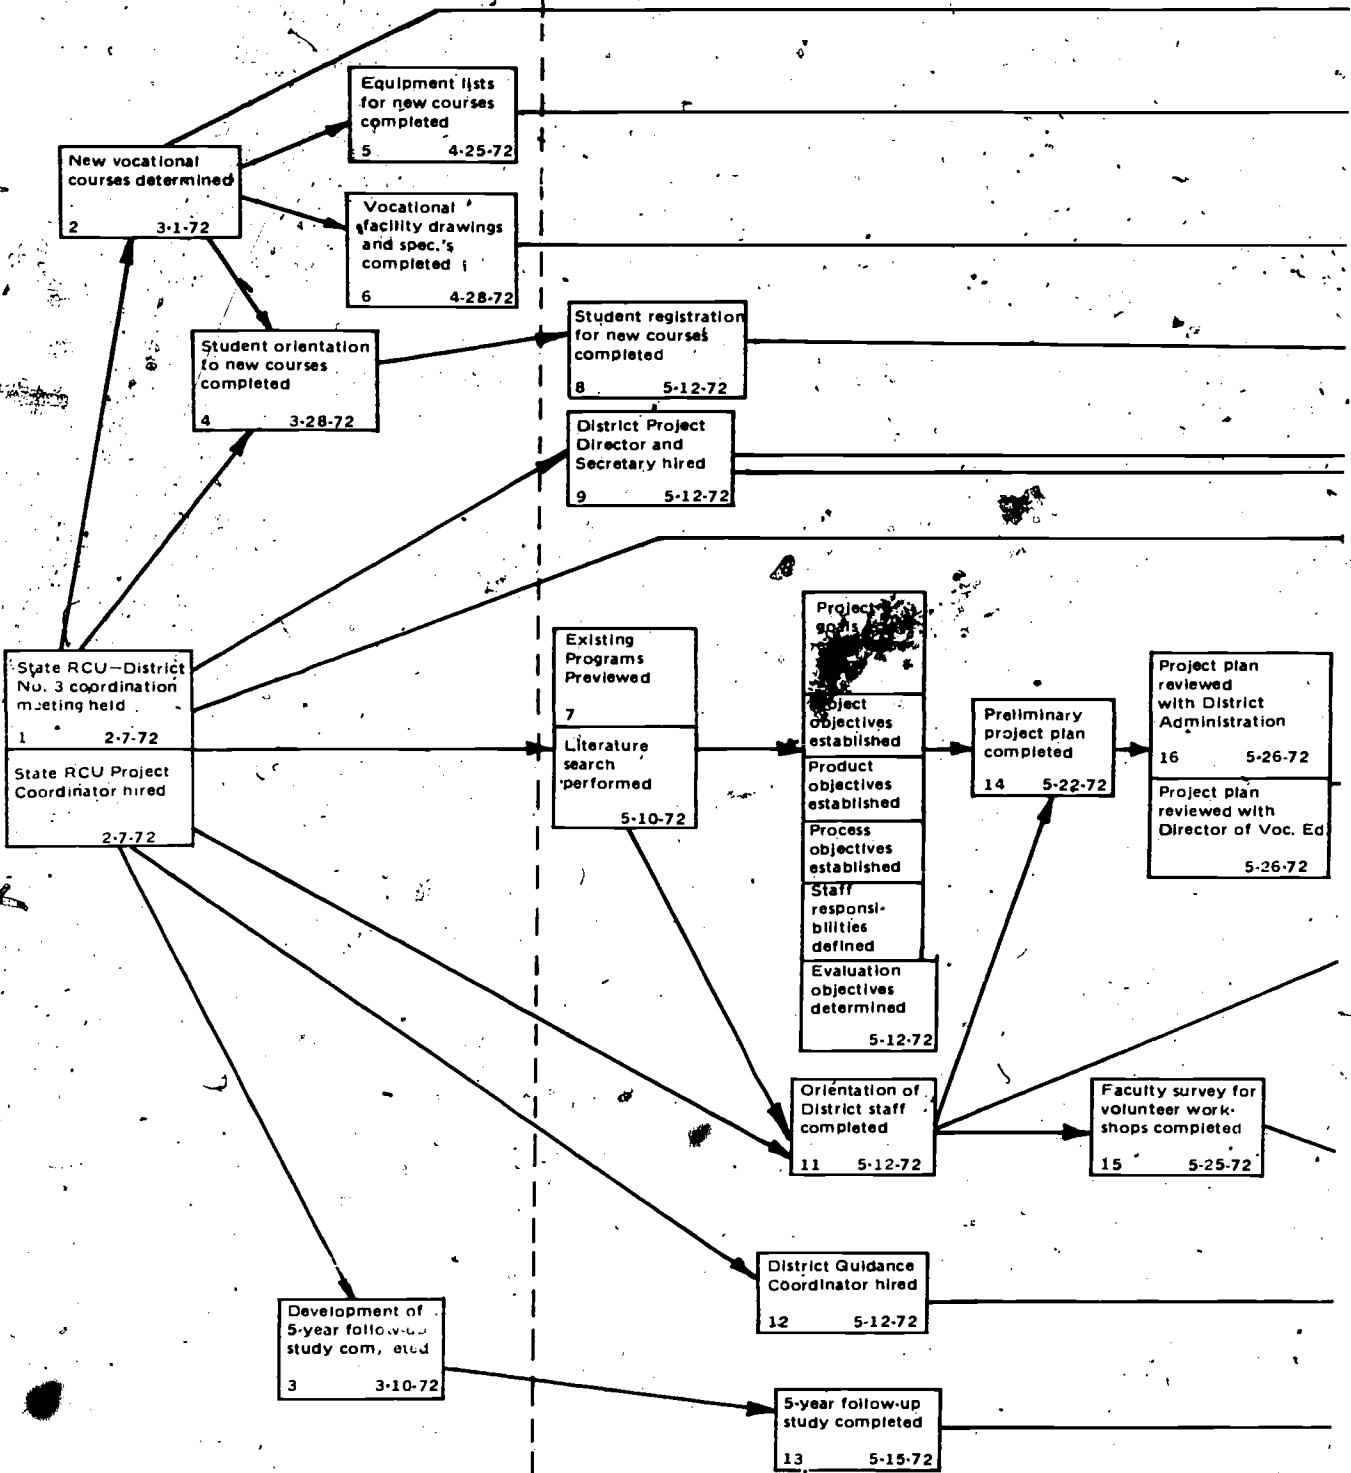 Equipment lists
for new courses
completed
5 4-25-72
New vocational
courses determined
2 3-1-72
Vocational
facility drawings
and spec.'s
completed
6 4-28-72
Student registration
for new courses
completed
8 5-12-72
Student orientation
to new courses
completed
4 3-28-72
District Project
Director and
Secretary hired
9 5-12-72
State RCU-District
No. 3 coordination
meeting held
1 2-7-72
State RCU Project
Coordinator hired
2-7-72
Existing
Programs
Previewed
7
Literature
search
performed
5-10-72
Project
goals
Project
objectives
established
Product
objectives
established
Process
objectives
established
Staff
responsi-
bilities
defined
Evaluation
objectives
determined
5-12-72
Preliminary
project plan
completed
14 5-22-72
Project plan
reviewed
with District
Administration
16 5-26-72
Project plan
reviewed with
Director of Voc. Ed
5-26-72
Orientation of
District staff
completed
11 5-12-72
Faculty survey for
volunteer work-
shops completed
15 5-25-72
District Guidance
Coordinator hired
12 5-12-72
Development of
5-year follow-up
study completed
3 3-10-72
5-year follow-up
study completed
13 5-15-72